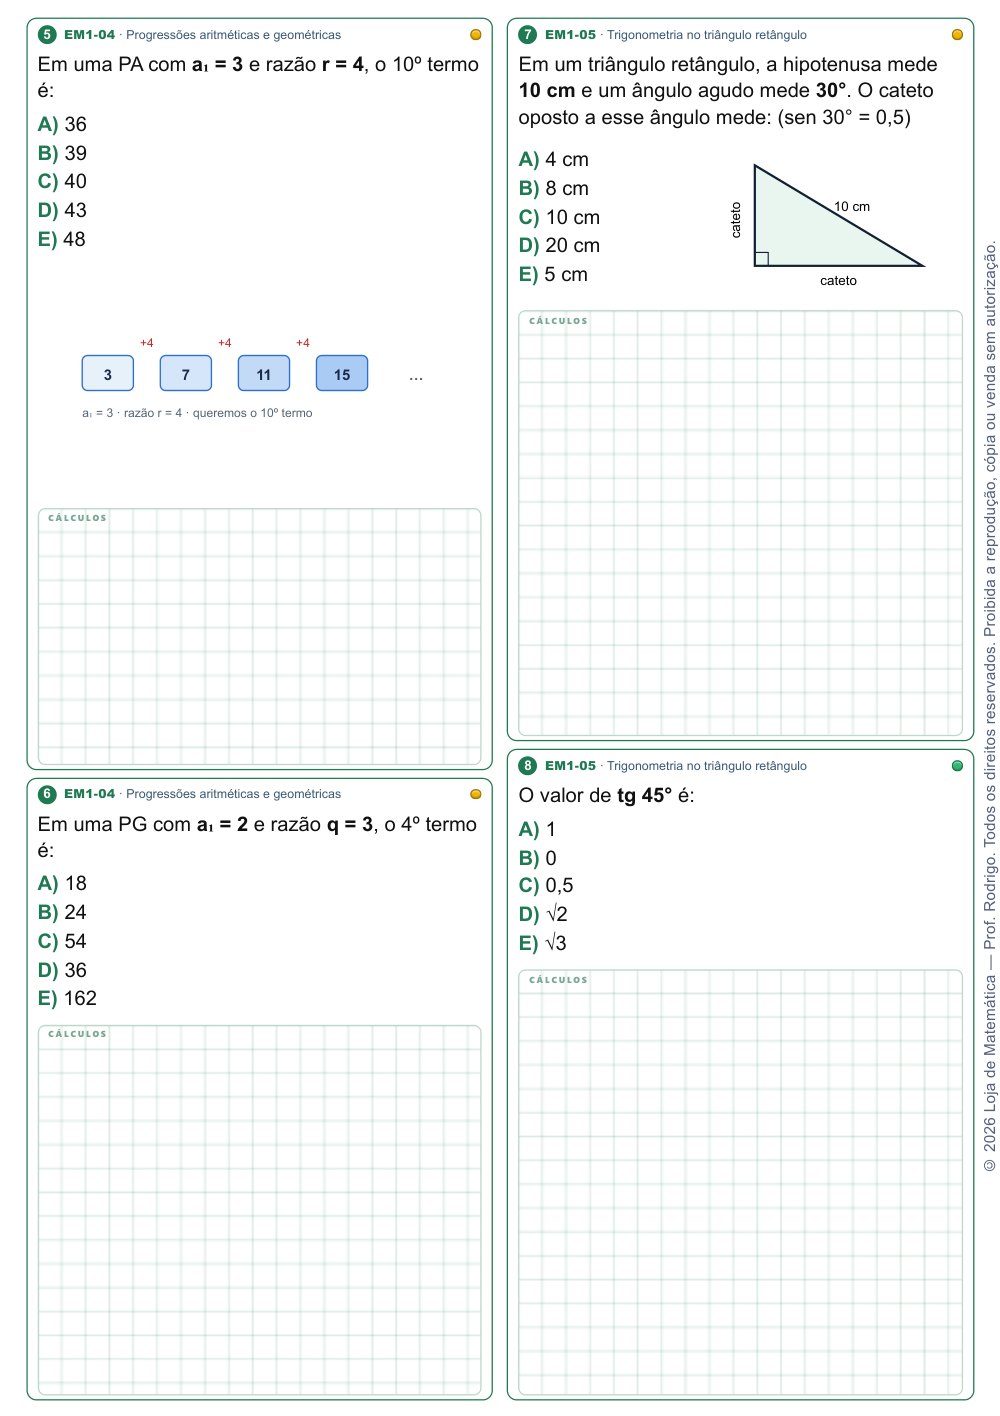 5 EM1-04 · Progressões aritméticas e geométricas
Em uma PA com a₁ = 3 e razão r = 4, o 10º termo
é:
A) 36
B) 39
C) 40
D) 43
E) 48
+4 +4 +4
3 7 11 15 ...
a₁ = 3 · razão r = 4 · queremos o 10º termo
CÁLCULOS
6 EM1-04 · Progressões aritméticas e geométricas
Em uma PG com a₁ = 2 e razão q = 3, o 4º termo
é:
A) 18
B) 24
C) 54
D) 36
E) 162
CÁLCULOS
7 EM1-05 · Trigonometria no triângulo retângulo
Em um triângulo retângulo, a hipotenusa mede
10 cm e um ângulo agudo mede 30°. O cateto
oposto a esse ângulo mede: (sen 30° = 0,5)
A) 4 cm
B) 8 cm
C) 10 cm
D) 20 cm
E) 5 cm
cateto
10 cm
cateto
CÁLCULOS
8 EM1-05 · Trigonometria no triângulo retângulo
O valor de tg 45° é:
A) 1
B) 0
C) 0,5
D) √2
E) √3
CÁLCULOS
© 2026 Loja de Matemática — Prof. Rodrigo. Todos os direitos reservados. Proibida a reprodução, cópia ou venda sem autorização.